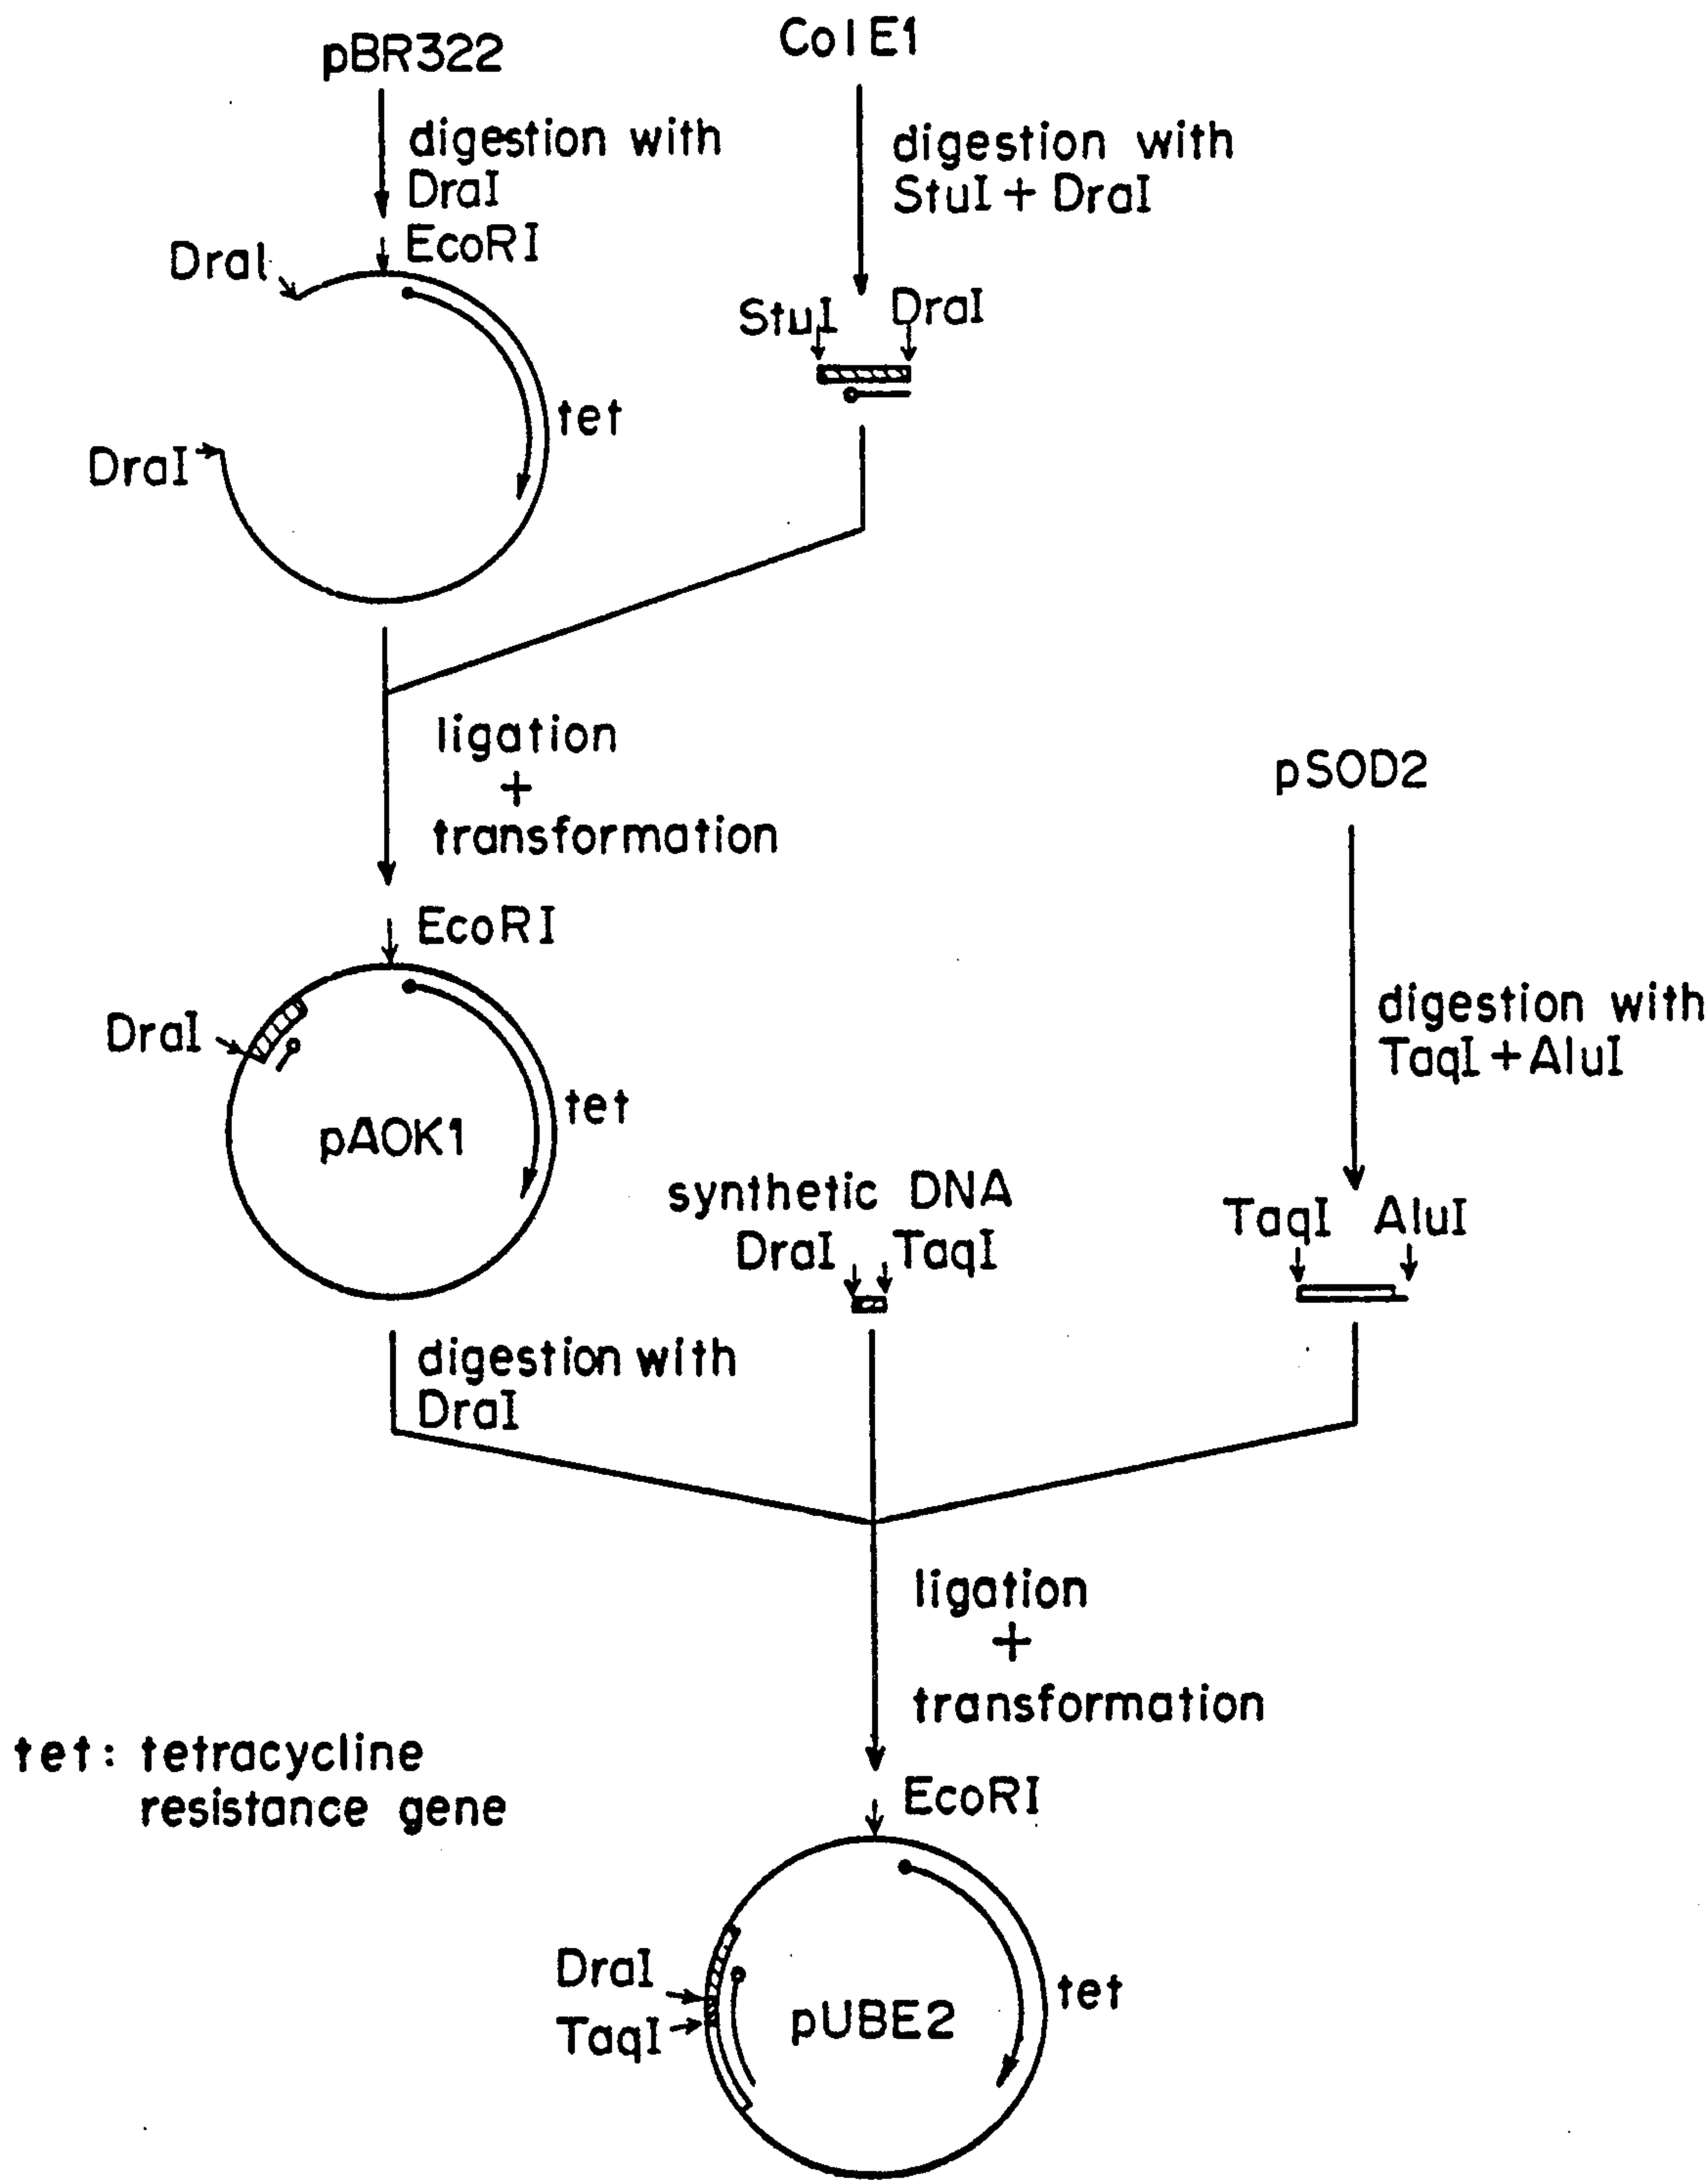 pBR322
ColE1
digestion with
DraI
digestion with
StuI + DraI
EcoRI
DraI
StuI
DraI
tet
DraI
ligation
+
transformation
pSOD2
EcoRI
DraI
digestion with
TaqI + AluI
tet
pAOK1
synthetic DNA
DraI
TaqI
TaqI
AluI
digestion with
DraI
ligation
+
transformation
tet: tetracycline
resistance gene
EcoRI
DraI
TaqI
pUBE2
tet